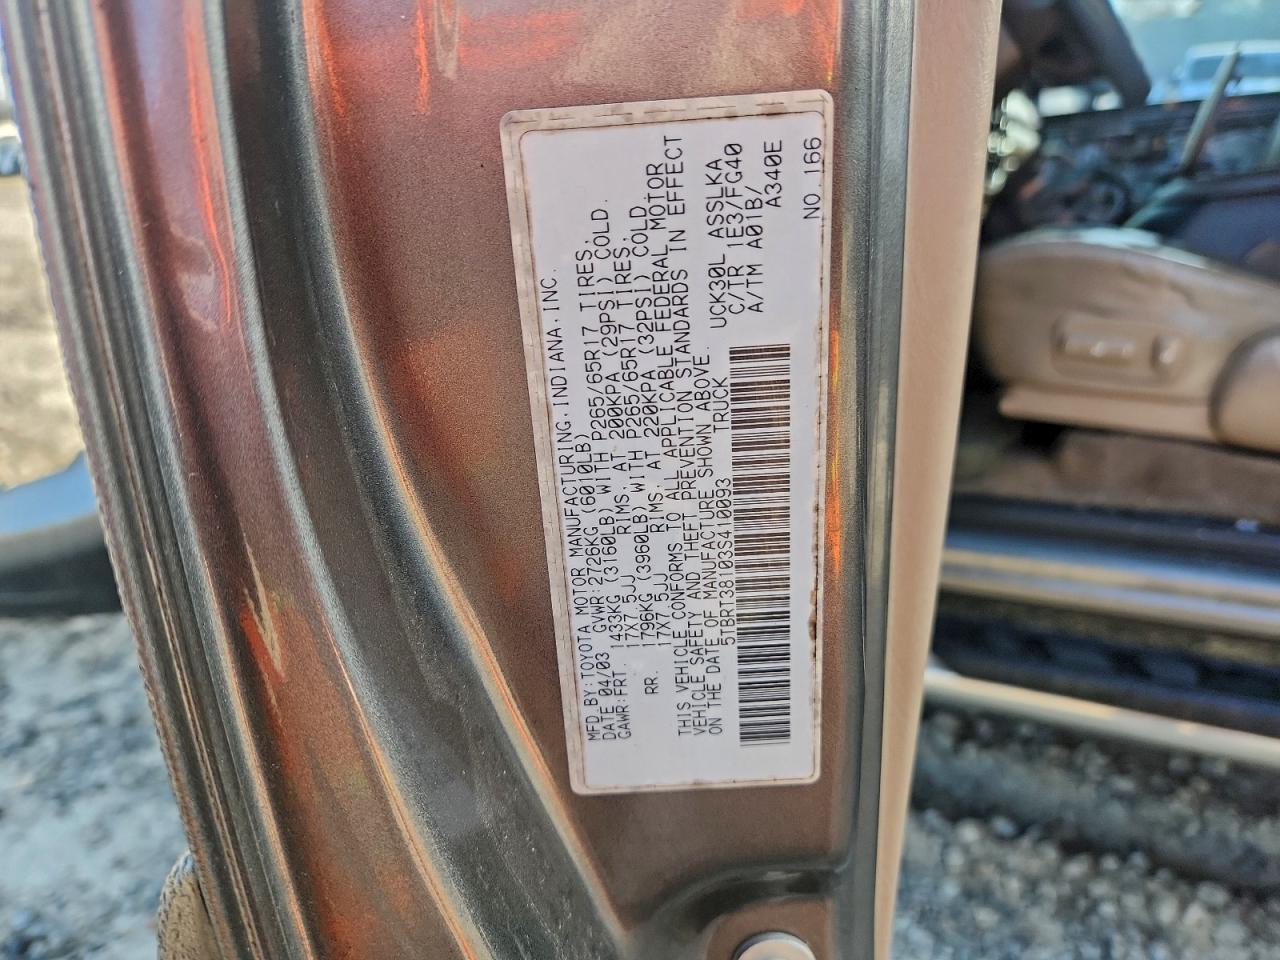 MFD BY:TOYOTA MOTOR MANUFACTURING,INDIANA,INC.
DATE 04/03 GVWR:2726KG (6010LB)
GAWR:FRT. 1433KG (3160LB) WITH P265/65R17 TIRES,
17X7.5JJ RIMS, AT 200KPA (29PSI) COLD.
RR. 1796KG (3960LB) WITH P265/65R17 TIRES,
17X7.5JJ RIMS, AT 220KPA (32PSI) COLD.
THIS VEHICLE CONFORMS TO ALL APPLICABLE FEDERAL MOTOR
VEHICLE SAFETY AND THEFT PREVENTION STANDARDS IN EFFECT
ON THE DATE OF MANUFACTURE SHOWN ABOVE.
5TBRT38103S410093 TRUCK
UCK30L ASSLKA
C/TR 1E3/FG40
A/TM A01B/
A340E
NO.166